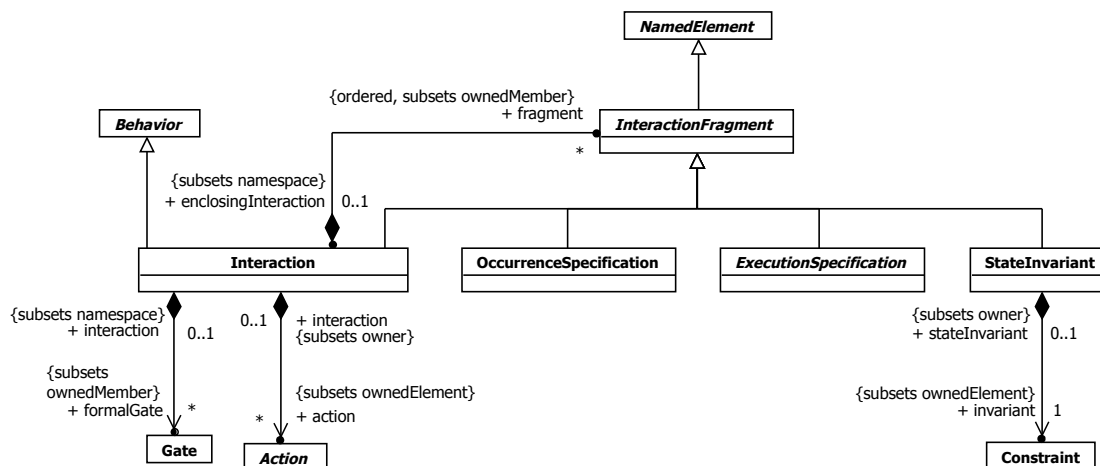 NamedElement
{ordered, subsets ownedMember}
+ fragment
*
Behavior
InteractionFragment
{subsets namespace}
+ enclosingInteraction
0..1
Interaction
OccurrenceSpecification
ExecutionSpecification
StateInvariant
{subsets namespace}
+ interaction
0..1
0..1
+ interaction
{subsets owner}
{subsets owner}
+ stateInvariant
0..1
{subsets
ownedMember}
+ formalGate
*
{subsets ownedElement}
+ action
*
{subsets ownedElement}
+ invariant
1
Gate
Action
Constraint